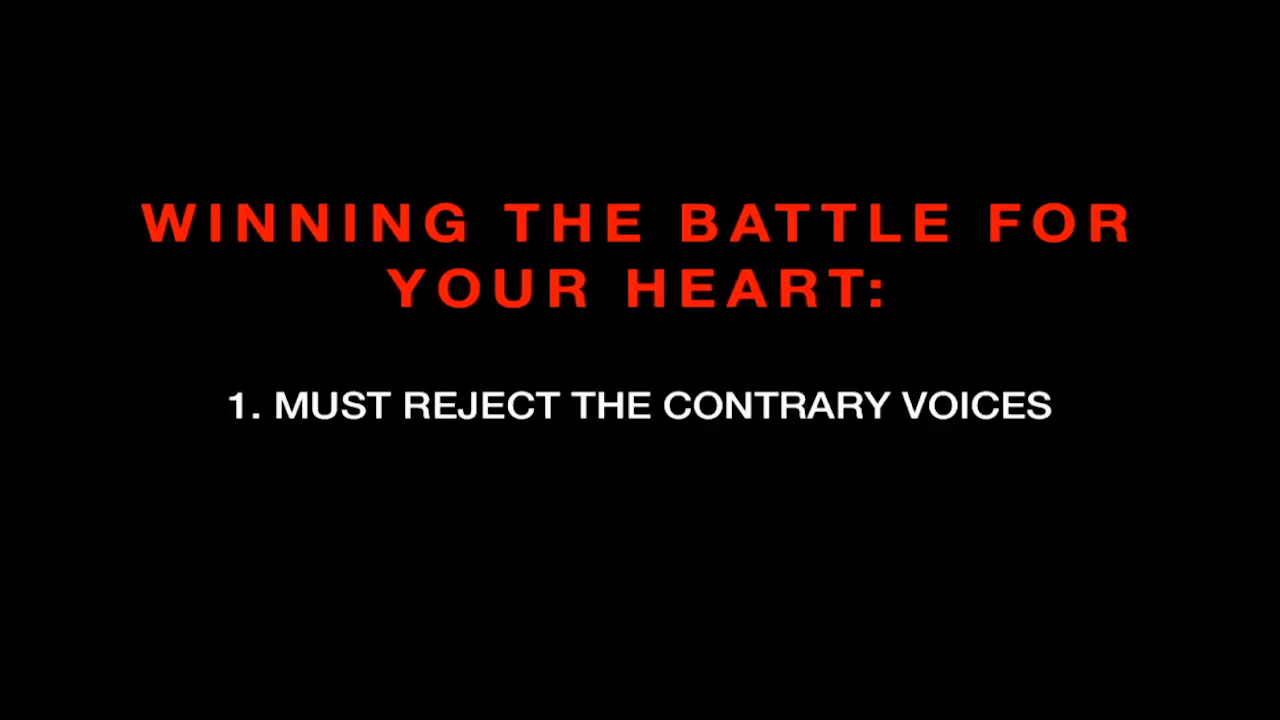 WINNING THE BATTLE FOR
YOUR HEART:
1. MUST REJECT THE CONTRARY VOICES